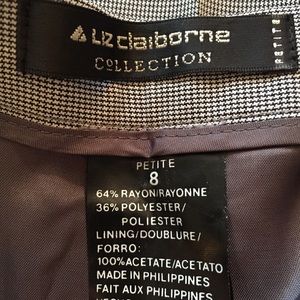 Liz claiborne
COLLECTION
PETITE
PETITE
8
64% RAYON/RAYONNE
36% POLYESTER/
POLIESTER
LINING/DOUBLURE/
FORRO:
100%ACETATE/ACETATO
MADE IN PHILIPPINES
FAIT AUX PHILIPPINES